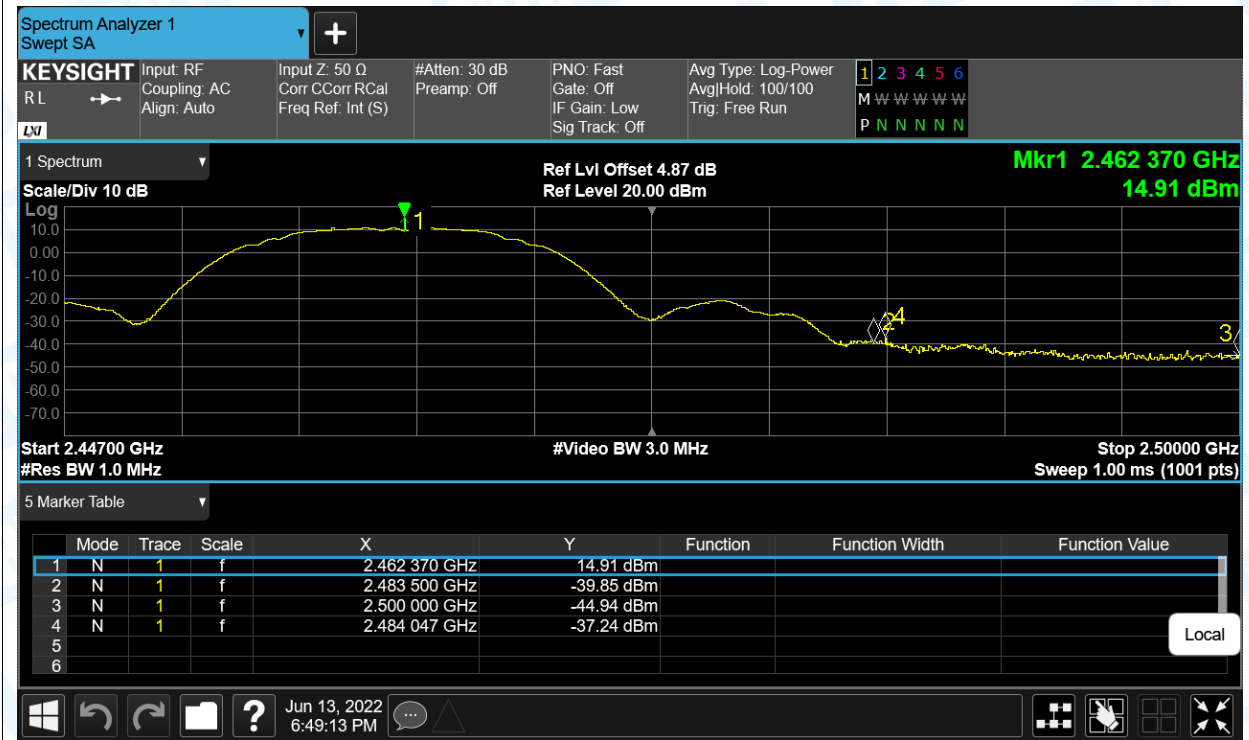 Spectrum Analyzer 1
Swept SA
+
KEYSIGHT Input: RF Input Z: 50 Ω #Atten: 30 dB PNO: Fast Avg Type: Log-Power 1 2 3 4 5 6
R L Coupling: AC Corr CCorr RCal Preamp: Off Gate: Off Avg|Hold: 100/100 M W W W W W
Align: Auto Freq Ref: Int (S) IF Gain: Low Trig: Free Run
LXI Sig Track: Off P N N N N N
1 Spectrum Ref Lvl Offset 4.87 dB Mkr1 2.462 370 GHz
Scale/Div 10 dB Ref Level 20.00 dBm 14.91 dBm
Log
1
10.0
0.00
-10.0
-20.0
-30.0
2 4
3
-40.0
-50.0
-60.0
-70.0
Start 2.44700 GHz #Video BW 3.0 MHz Stop 2.50000 GHz
#Res BW 1.0 MHz Sweep 1.00 ms (1001 pts)
5 Marker Table
Mode Trace Scale X Y Function Function Width Function Value
1 N 1 f 2.462 370 GHz 14.91 dBm
2 N 1 f 2.483 500 GHz -39.85 dBm
3 N 1 f 2.500 000 GHz -44.94 dBm
4 N 1 f 2.484 047 GHz -37.24 dBm
5
6
Local
? Jun 13, 2022
6:49:13 PM